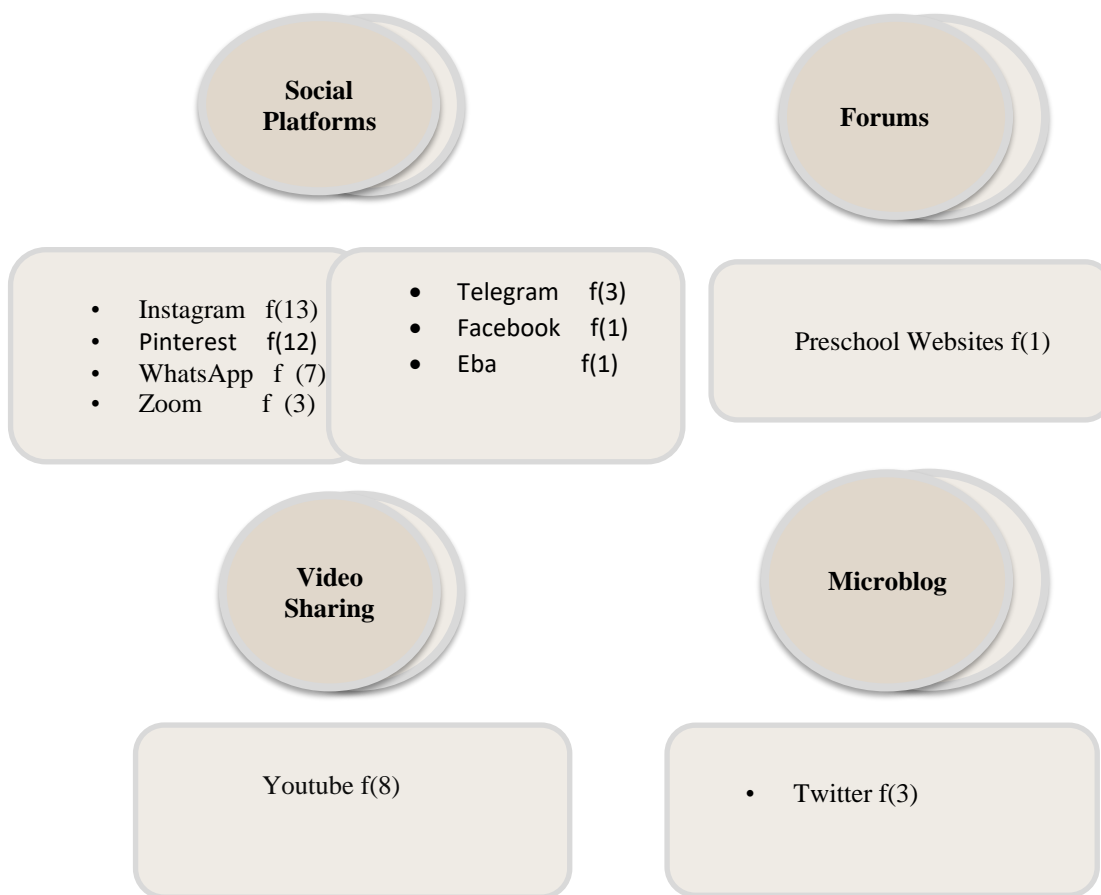 Social
Platforms
Forums
• Instagram f(13)
• Pinterest f(12)
• WhatsApp f (7)
• Zoom f (3)
• Telegram f(3)
• Facebook f(1)
• Eba f(1)
Preschool Websites f(1)
Video
Sharing
Microblog
Youtube f(8)
• Twitter f(3)